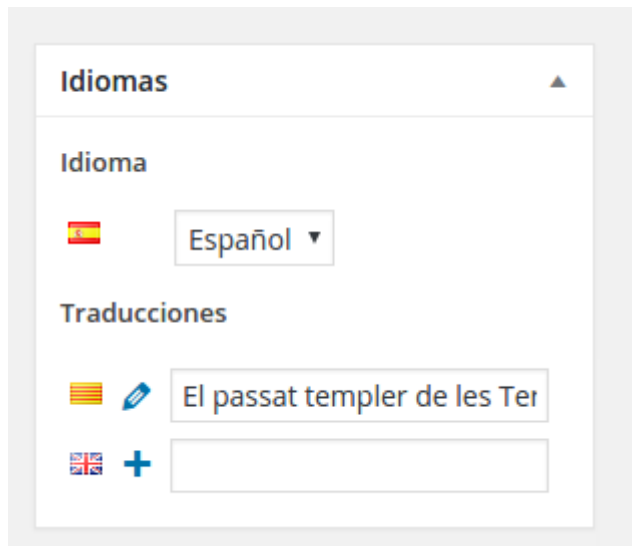 Idiomas
Idioma
Español
Traducciones
El passat templer de les Ter